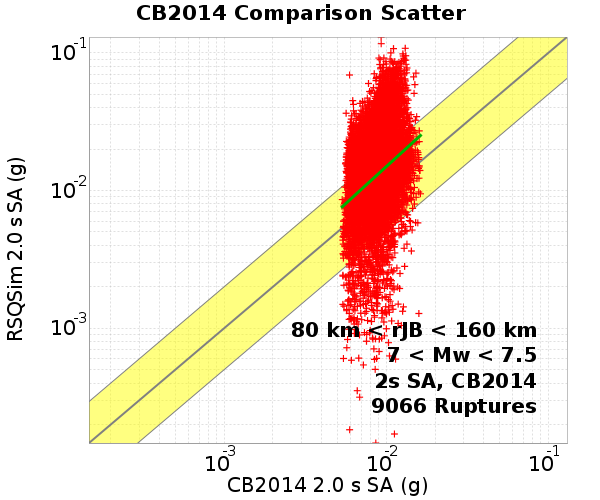 CB2014 Comparison Scatter
RSQSim 2.0 s SA (g)
10-1
10-2
10-3
80 km < rJB < 160 km
7 < Mw < 7.5
2s SA, CB2014
9066 Ruptures
10-3 10-2 10-1
CB2014 2.0 s SA (g)